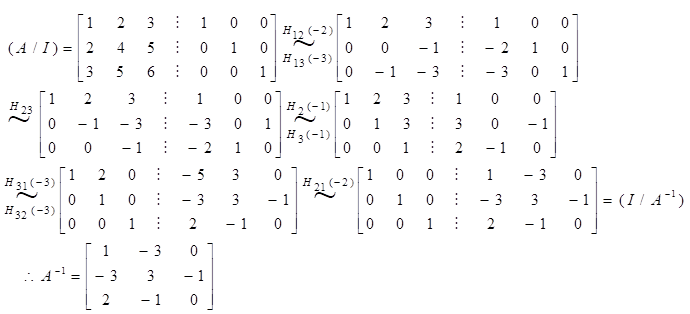 (A / I) = [1 2 3 ⋮ 1 0 0; 2 4 5 ⋮ 0 1 0; 3 5 6 ⋮ 0 0 1] H₁₂(−2) ~ H₁₃(−3) [1 2 3 ⋮ 1 0 0; 0 0 −1 ⋮ −2 1 0; 0 −1 −3 ⋮ −3 0 1]
H₂₃ ~ [1 2 3 ⋮ 1 0 0; 0 −1 −3 ⋮ −3 0 1; 0 0 −1 ⋮ −2 1 0] H₂(−1) ~ H₃(−1) [1 2 3 ⋮ 1 0 0; 0 1 3 ⋮ 3 0 −1; 0 0 1 ⋮ 2 −1 0]
H₃₁(−3) ~ H₃₂(−3) [1 2 0 ⋮ −5 3 0; 0 1 0 ⋮ −3 3 −1; 0 0 1 ⋮ 2 −1 0] H₂₁(−2) ~ [1 0 0 ⋮ 1 −3 0; 0 1 0 ⋮ −3 3 −1; 0 0 1 ⋮ 2 −1 0] = (I / A⁻¹)
∴ A⁻¹ = [1 −3 0; −3 3 −1; 2 −1 0]